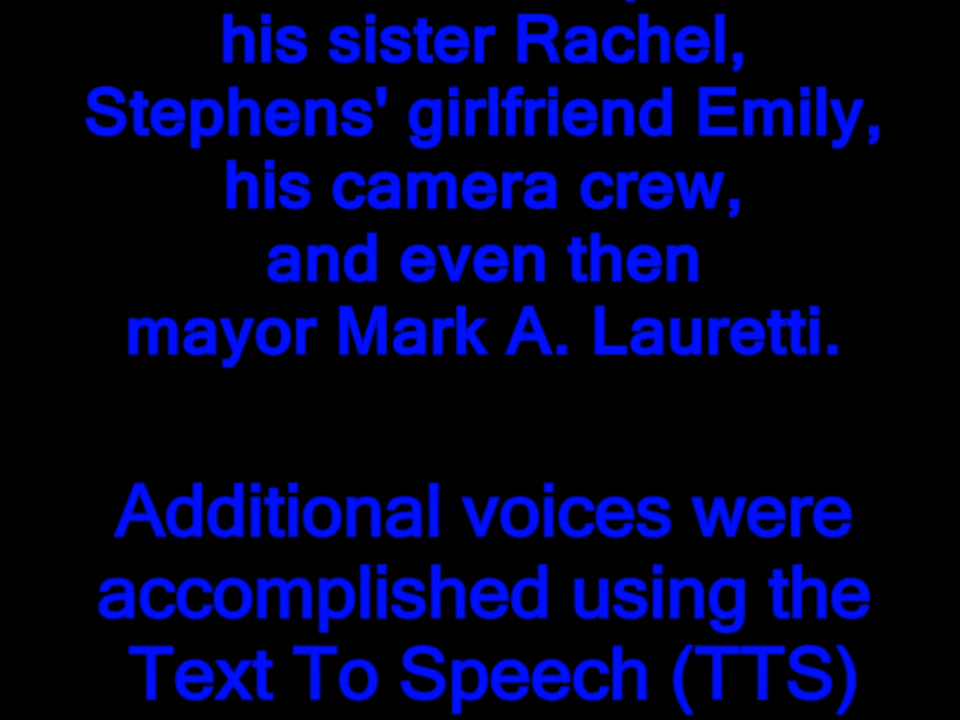 his sister Rachel,
Stephens' girlfriend Emily,
his camera crew,
and even then
mayor Mark A. Lauretti.
Additional voices were
accomplished using the
Text To Speech (TTS)